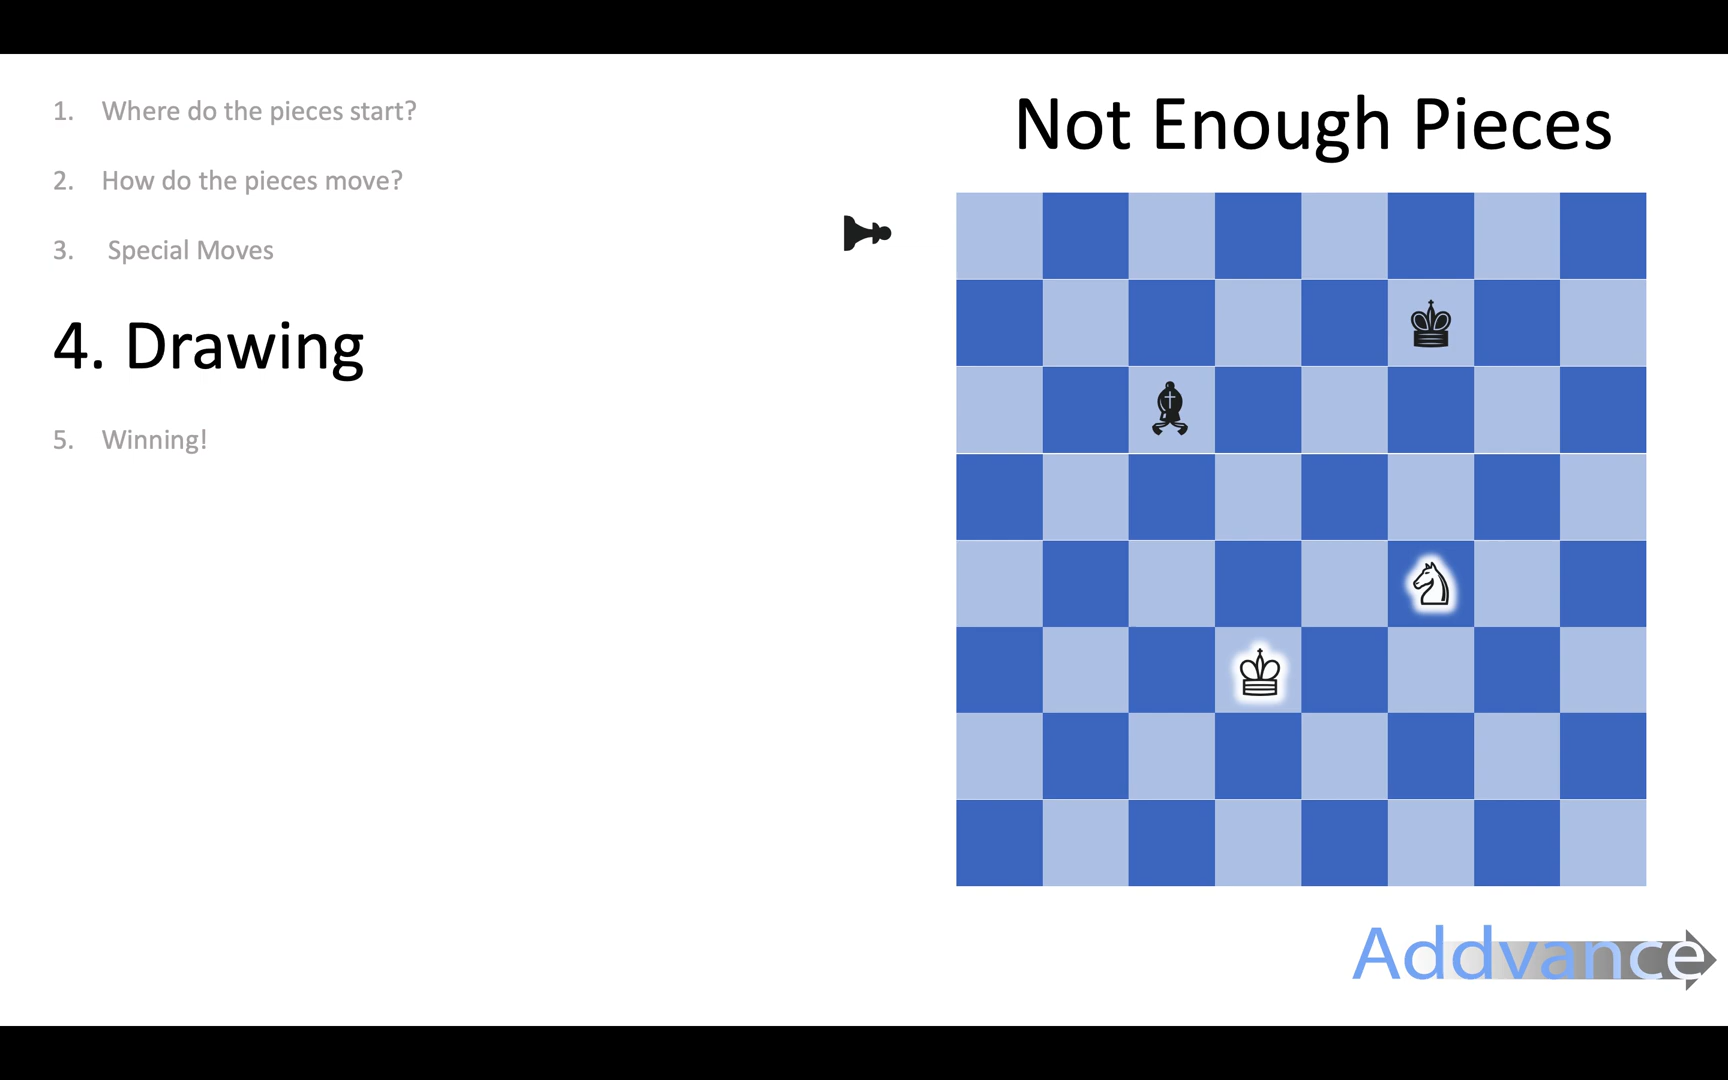 1. Where do the pieces start?
2. How do the pieces move?
3. Special Moves
4. Drawing
5. Winning!
Not Enough Pieces
Addvance